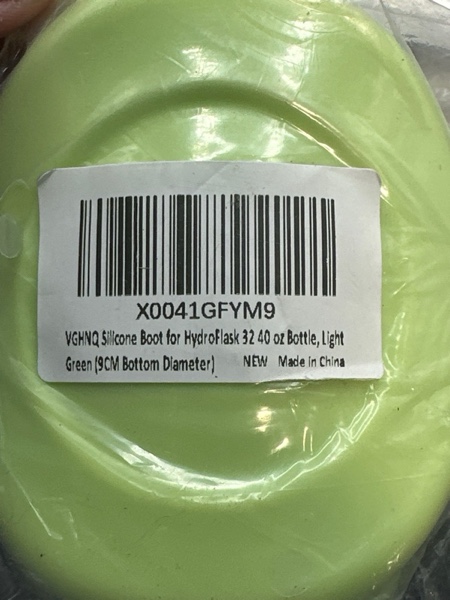 X0041GFYM9
VGHNQ Silicone Boot for HydroFlask 32 40 oz Bottle, Light
Green (9CM Bottom Diameter) NEW Made in China